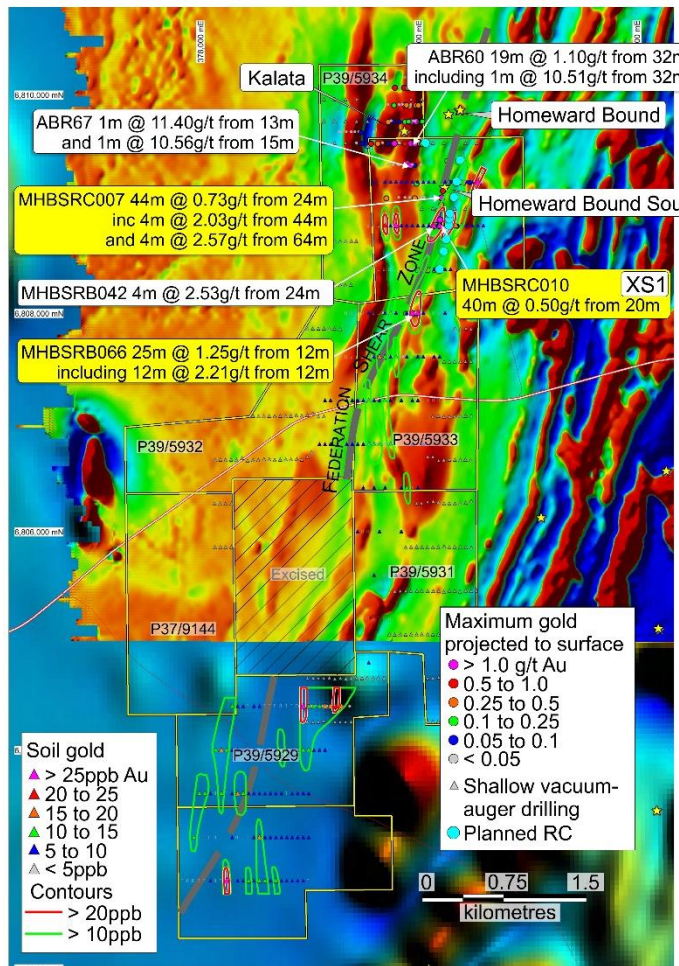 378,000 mE
000 mE
ABR60 19m @ 1.10g/t from 32m
including 1m @ 10.51g/t from 32m
Kalata
P39/5934
6,810,000 mN
Homeward Bound
ABR67 1m @ 11.40g/t from 13m
and 1m @ 10.56g/t from 15m
MHBSRC007 44m @ 0.73g/t from 24m
inc 4m @ 2.03g/t from 44m
and 4m @ 2.57g/t from 64m
Homeward Bound Sou
MHBSRB042 4m @ 2.53g/t from 24m
MHBSRC010
40m @ 0.50g/t from 20m
XS1
6,808,000 mN
MHBSRB066 25m @ 1.25g/t from 12m
including 12m @ 2.21g/t from 12m
FEDERATION SHEAR ZONE
P39/5932
P39/5933
6,806,000 mN
Excised
P39/5931
P37/9144
Maximum gold
projected to surface
> 1.0 g/t Au
0.5 to 1.0
0.25 to 0.5
0.1 to 0.25
0.05 to 0.1
< 0.05
Shallow vacuum-
auger drilling
Planned RC
P39/5929
Soil gold
> 25ppb Au
20 to 25
15 to 20
10 to 15
5 to 10
< 5ppb
Contours
> 20ppb
> 10ppb
0 0.75 1.5
kilometres